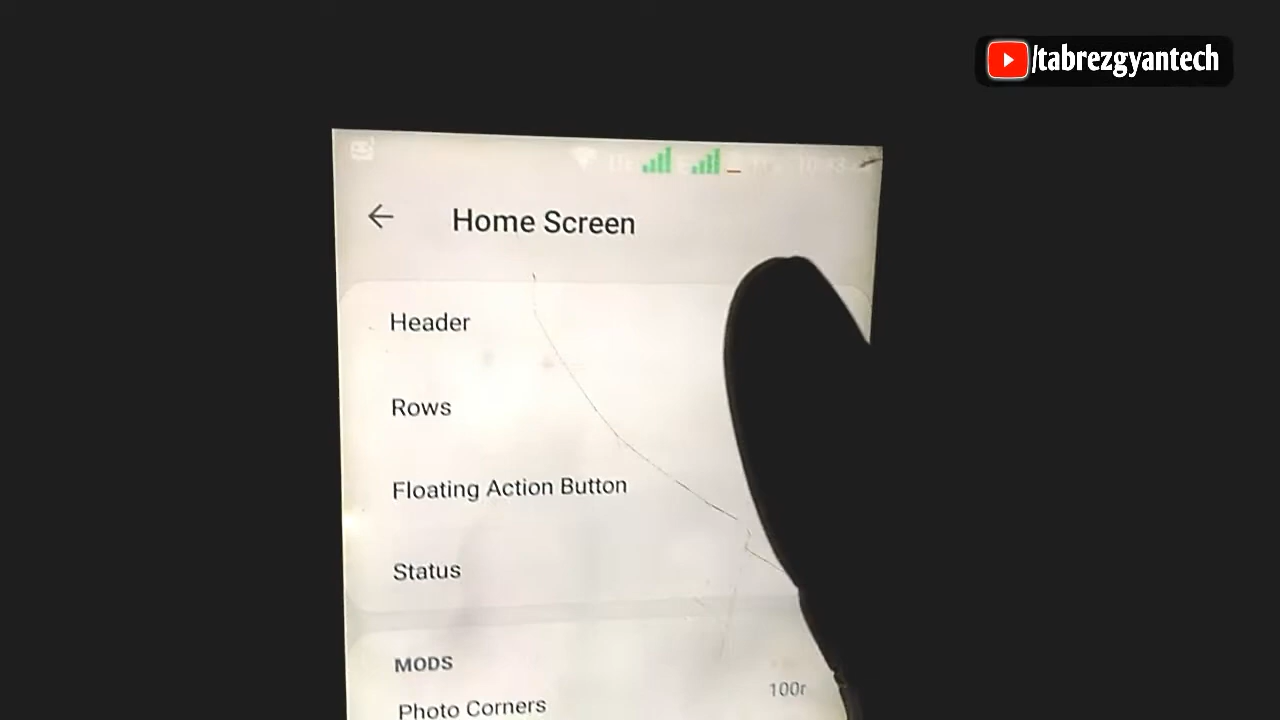 /tabrezgyantech
Home Screen
Header
Rows
Floating Action Button
Status
MODS
100r
Photo Corners